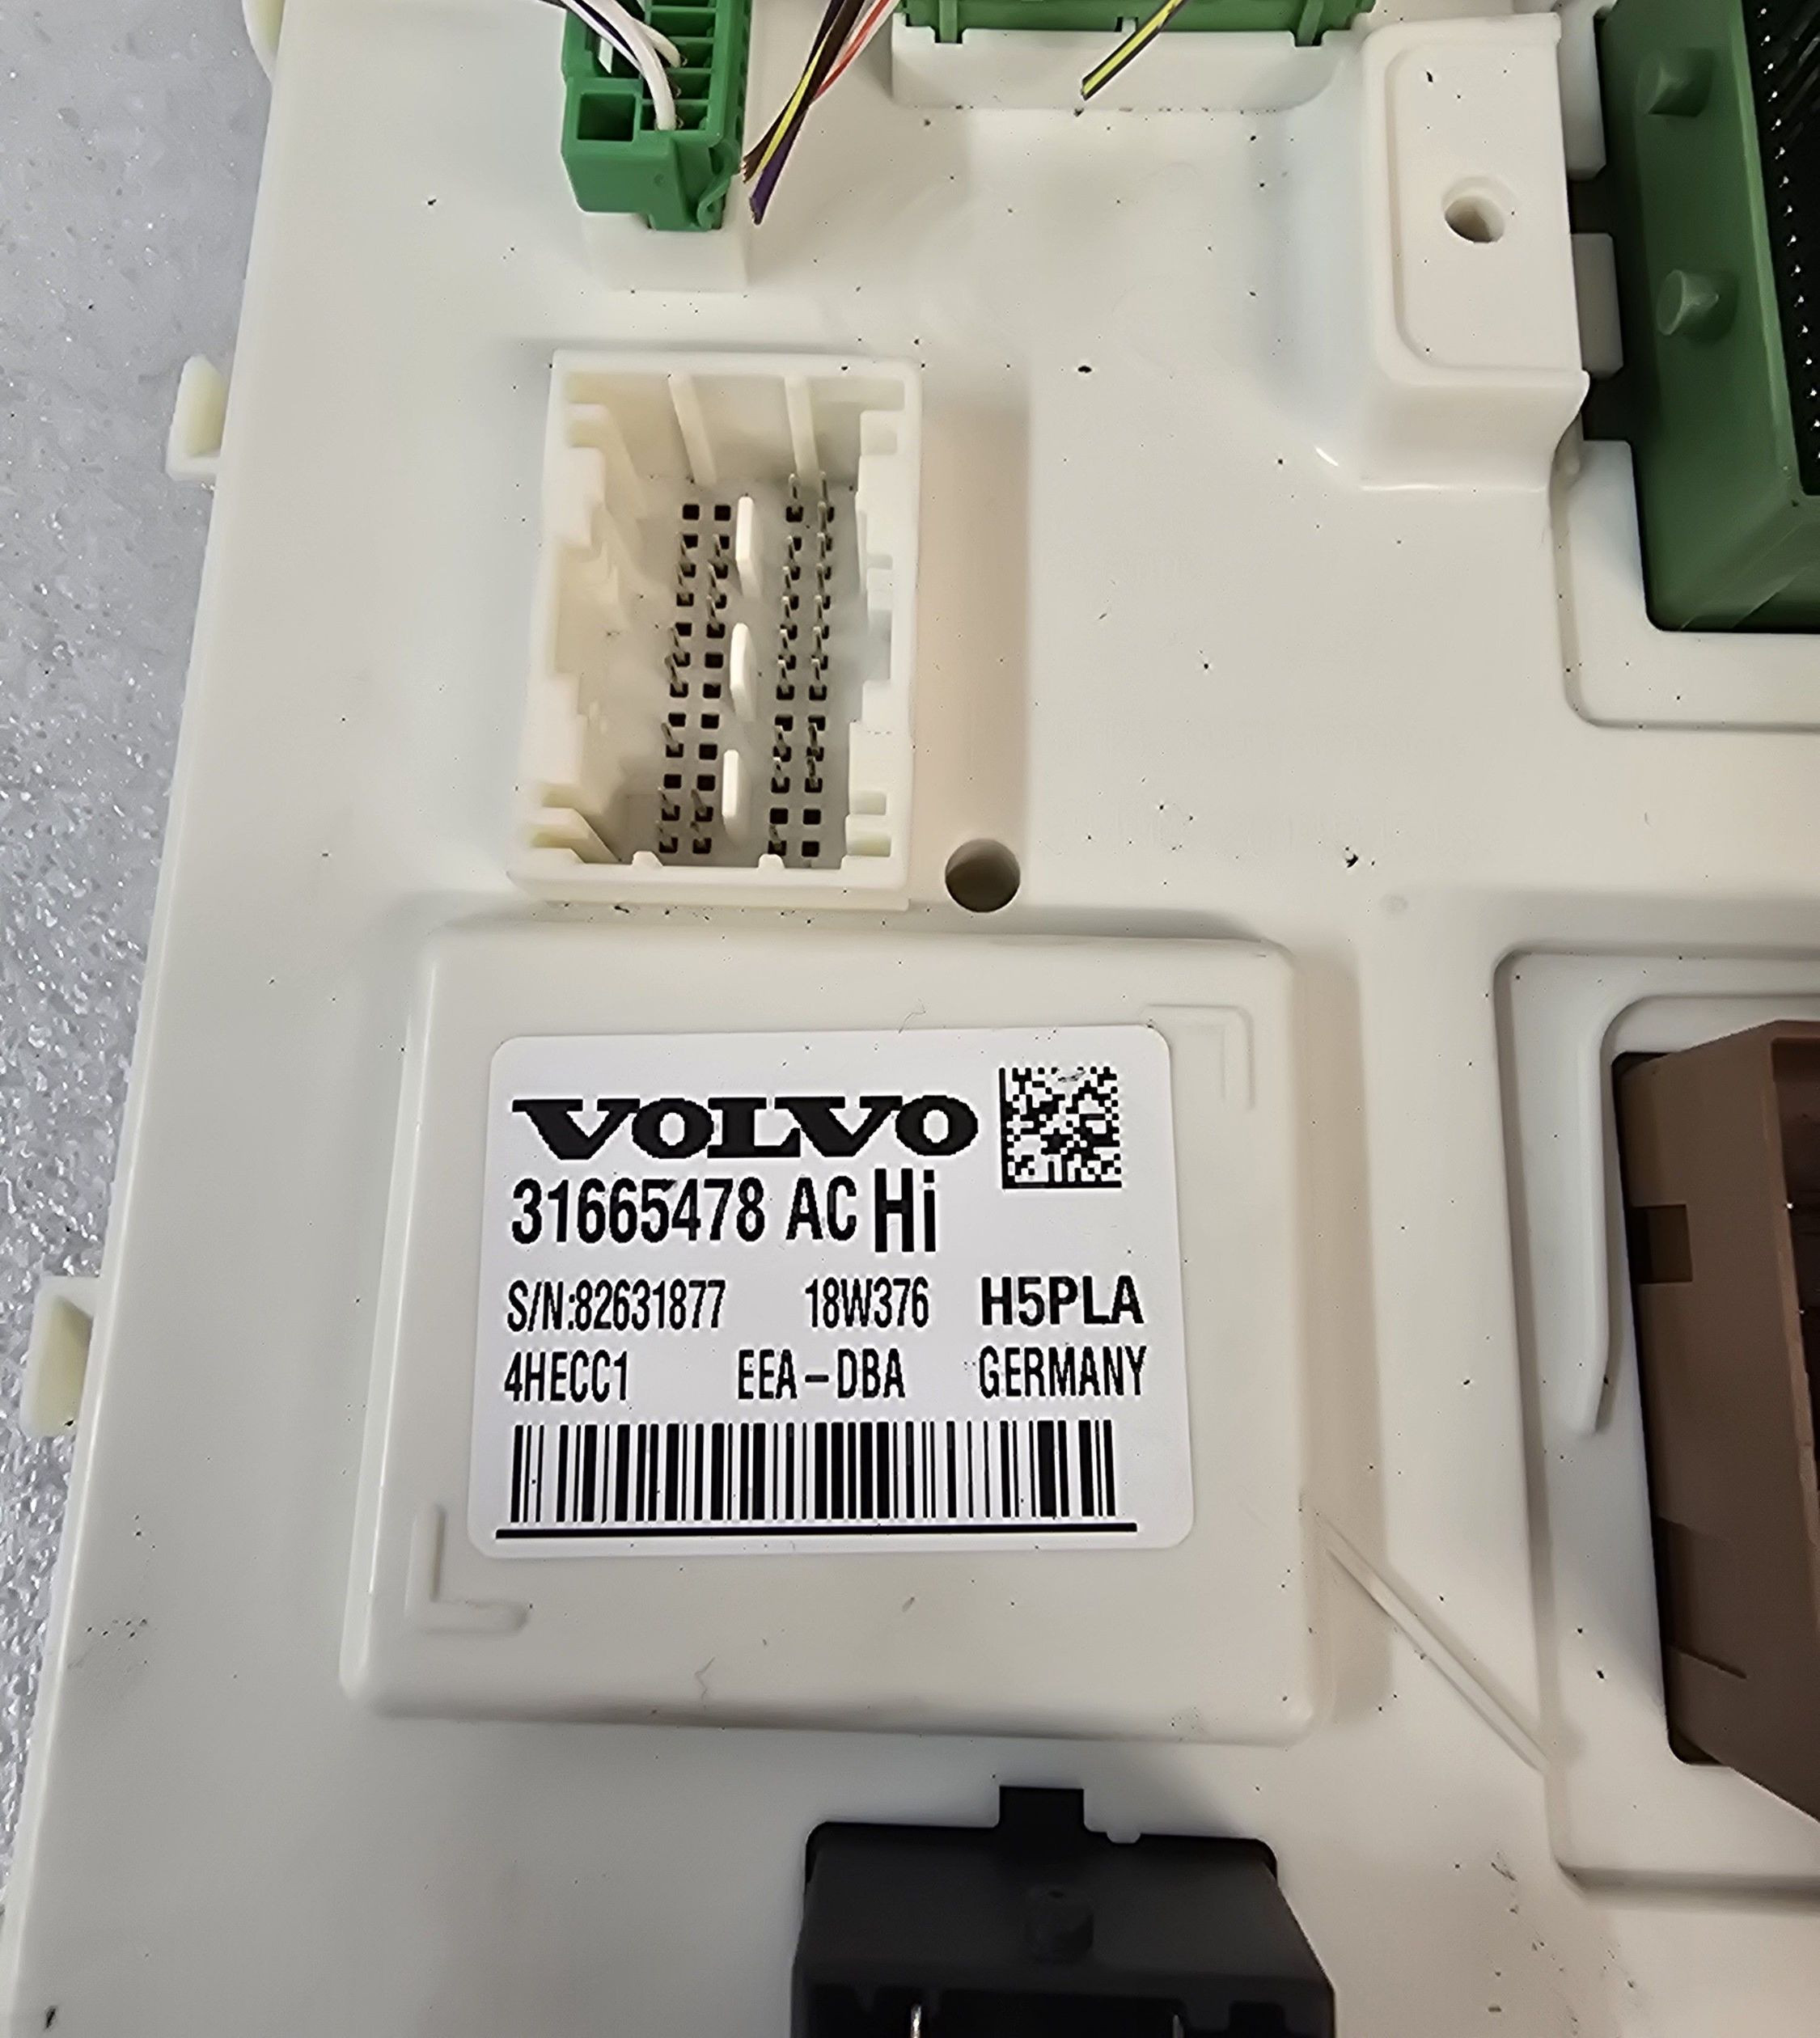 VOLVO
31665478 AC Hi
S/N:82631877 18W376 H5PLA
4HECC1 EEA-DBA GERMANY